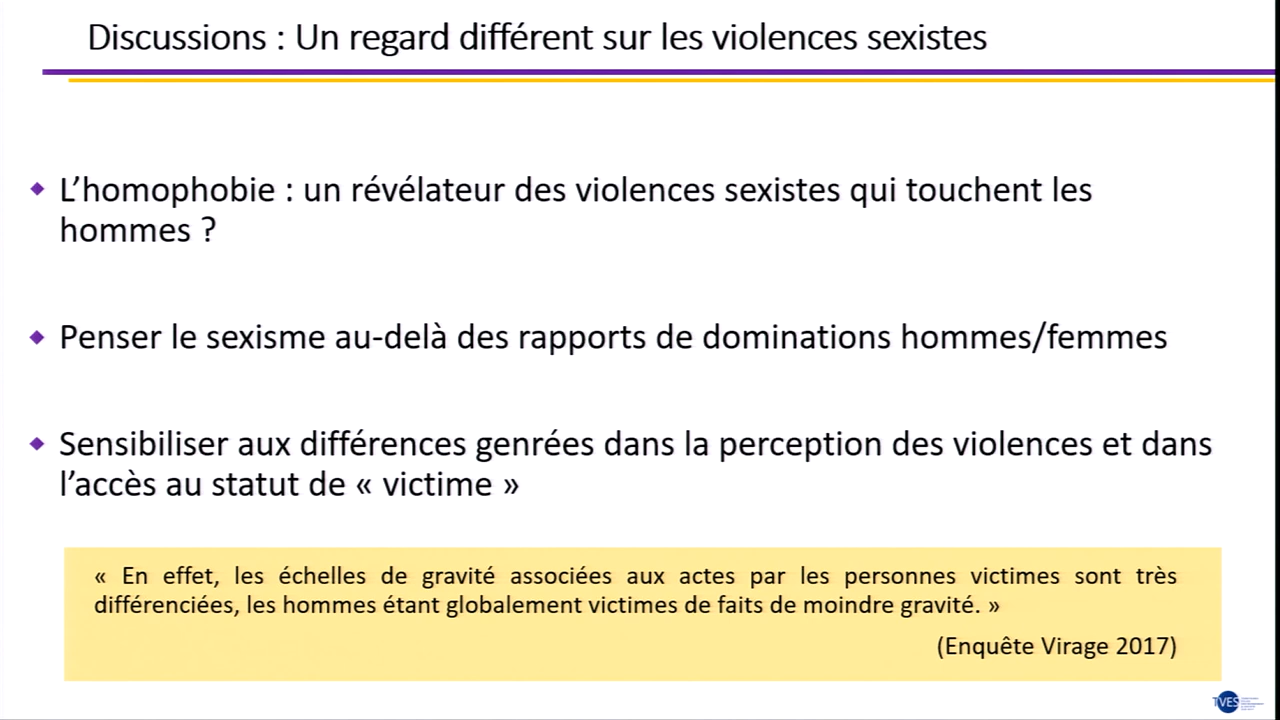 Discussions : Un regard différent sur les violences sexistes
L’homophobie : un révélateur des violences sexistes qui touchent les
hommes ?
Penser le sexisme au-delà des rapports de dominations hommes/femmes
Sensibiliser aux différences genrées dans la perception des violences et dans
l’accès au statut de « victime »
« En effet, les échelles de gravité associées aux actes par les personnes victimes sont très
différenciées, les hommes étant globalement victimes de faits de moindre gravité. »
(Enquête Virage 2017)
TVES